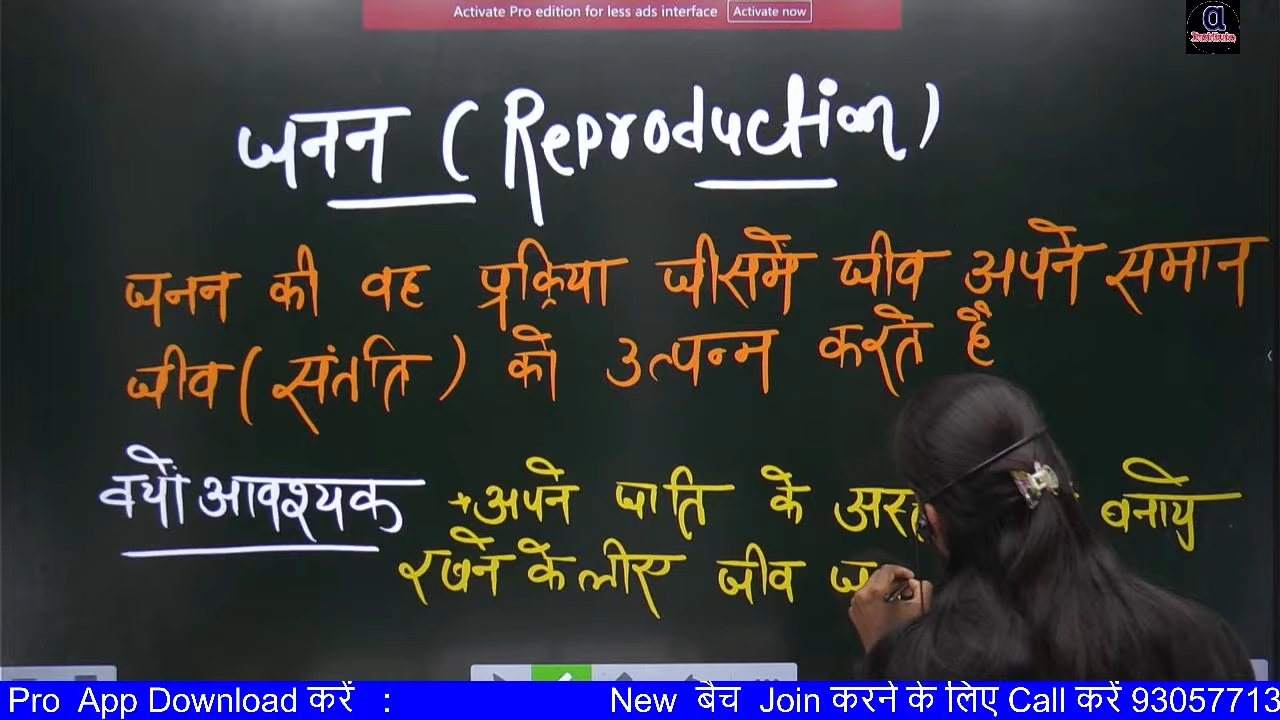 Activate Pro edition for less ads interface Activate now
a
Institute
जनन (Reproduction)
जनन की वह प्रक्रिया जीसमें जीव अपने समान
जीव (संतति) को उत्पन्न करते हैं
क्यों आवश्यक → अपने जाति के बनाये
रखने के लीए जीव
Pro App Download करें : New बैच Join करने के लिए Call करें 93057713